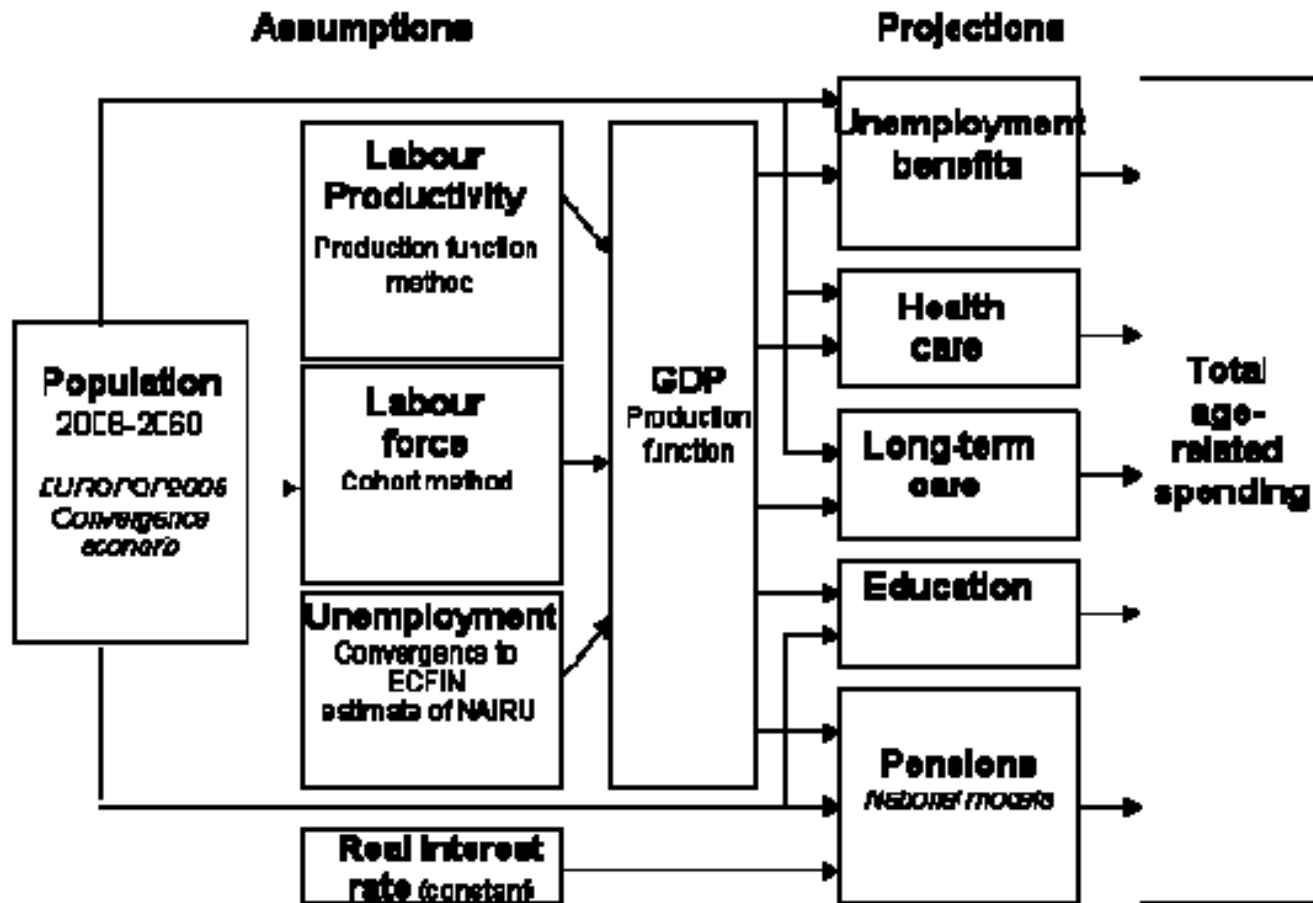 Assumptions
Projections
Population
Convergence
scenario
Labour
Productivity
Production function
method
Labour
force
Cohort method
Unemployment
Convergence to
ECFIN
estimate of NAIRU
Real Interest
rate (constant)
GDP
Production
function
Unemployment
benefits
Health
care
Long-term
care
Education
Pensions
National models
Total
age-
related
spending